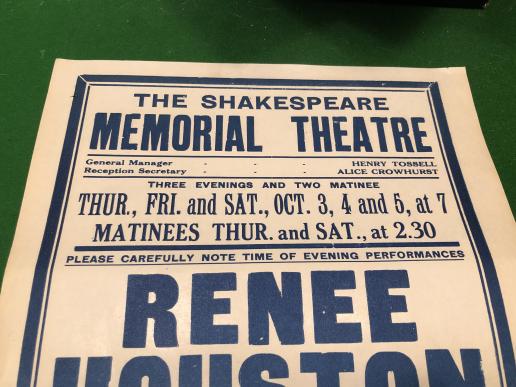 THE SHAKESPEARE
MEMORIAL THEATRE
General Manager - - - HENRY TOSSELL
Reception Secretary - - - ALICE CROWHURST
THREE EVENINGS AND TWO MATINEE
THUR., FRI. and SAT., OCT. 3, 4 and 5, at 7
MATINEES THUR. and SAT., at 2.30
PLEASE CAREFULLY NOTE TIME OF EVENING PERFORMANCES
RENEE
HOUSTON